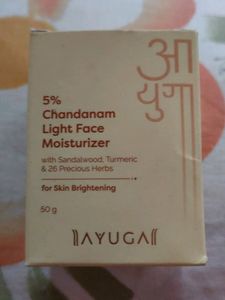 आ
युगा
5%
Chandanam
Light Face
Moisturizer
with Sandalwood, Turmeric
& 26 Precious Herbs
for Skin Brightening
50 g
AYUGA